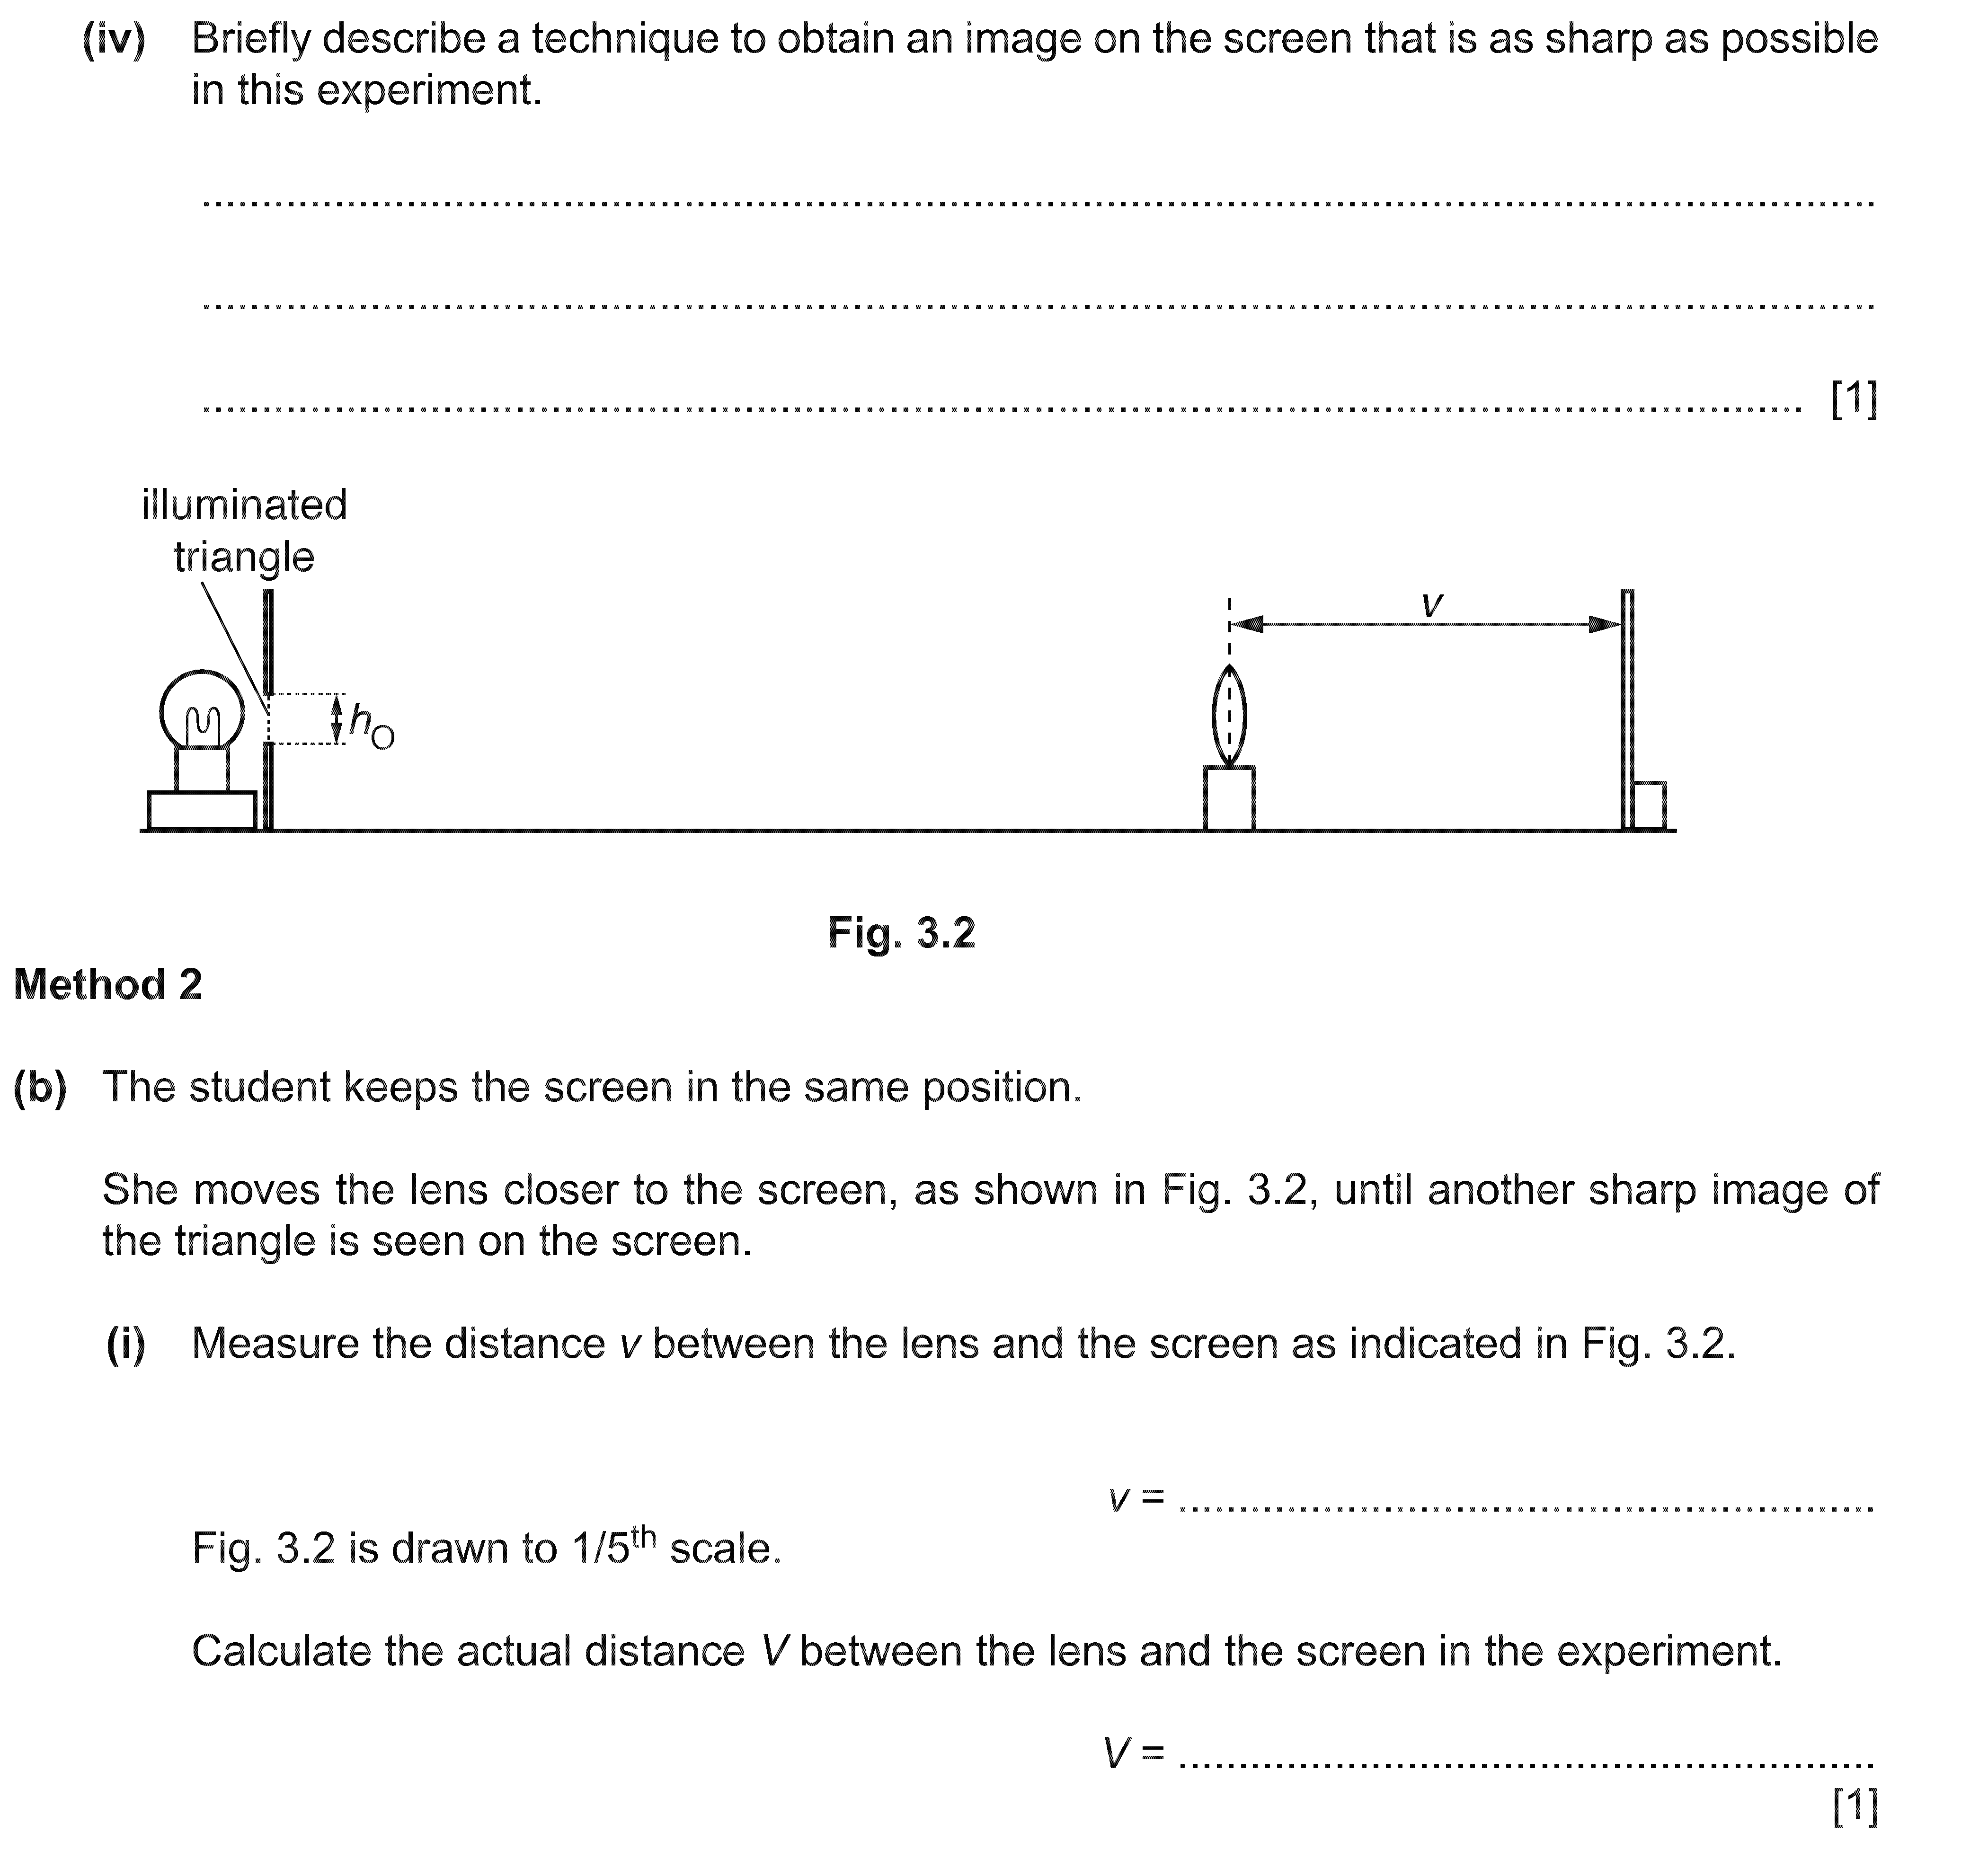 (iv) Briefly describe a technique to obtain an image on the screen that is as sharp as possible
in this experiment.
[1]
illuminated
triangle
v
hO
Fig. 3.2
Method 2
(b) The student keeps the screen in the same position.
She moves the lens closer to the screen, as shown in Fig. 3.2, until another sharp image of
the triangle is seen on the screen.
(i) Measure the distance v between the lens and the screen as indicated in Fig. 3.2.
v = ..........................................................
Fig. 3.2 is drawn to 1/5th scale.
Calculate the actual distance V between the lens and the screen in the experiment.
V = ..........................................................
[1]